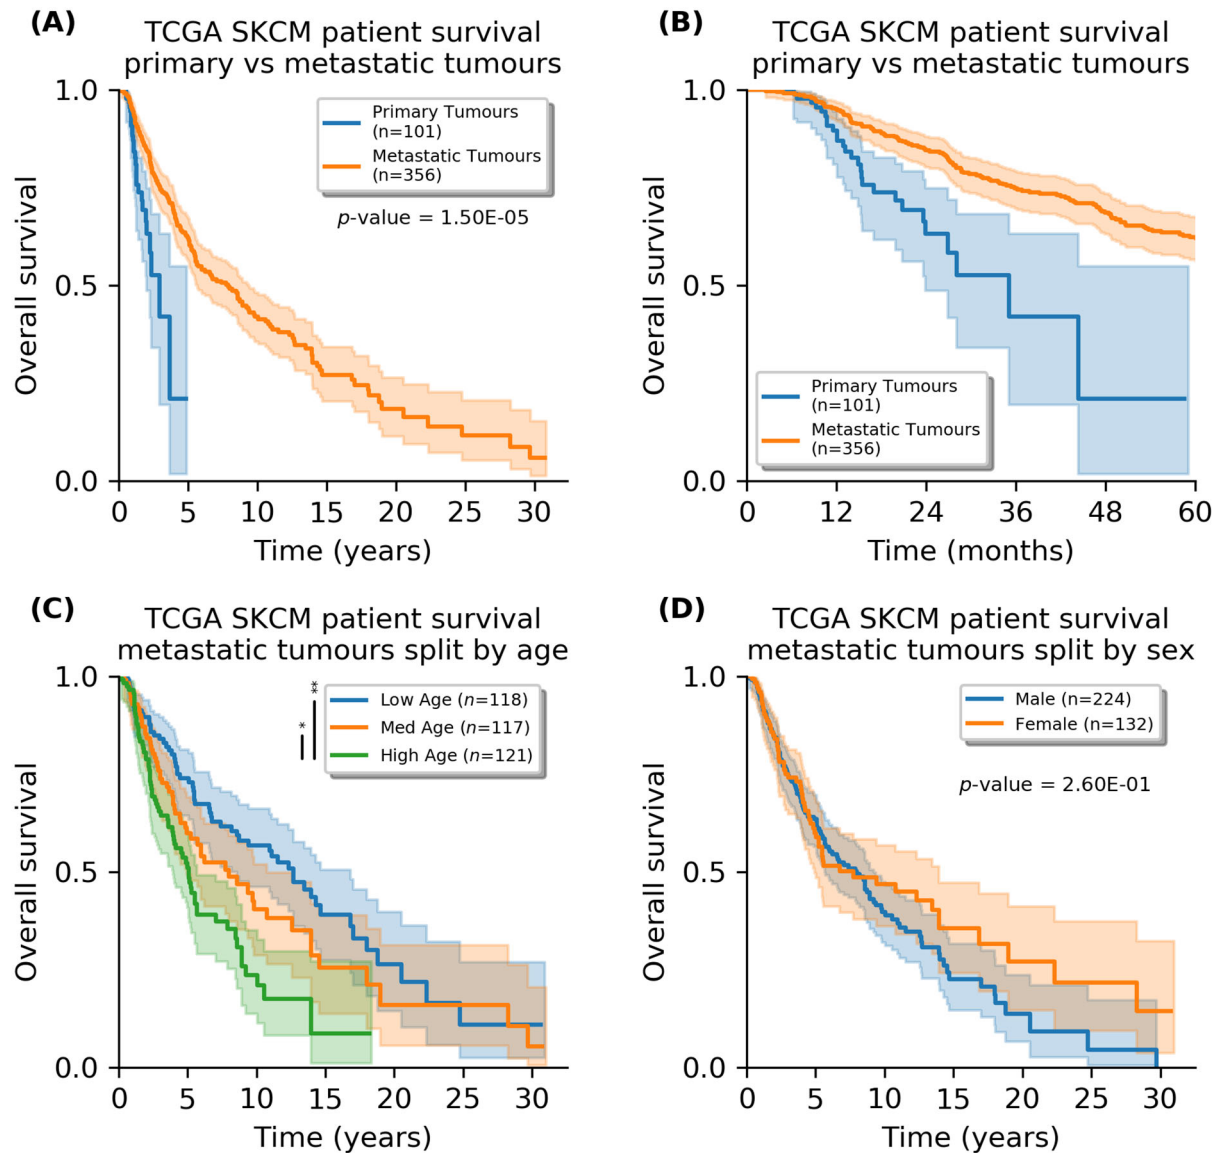 (A)
TCGA SKCM patient survival
primary vs metastatic tumours
Overall survival
1.0
0.5
0.0
Primary Tumours
(n=101)
Metastatic Tumours
(n=356)
p-value = 1.50E-05
0 5 10 15 20 25 30
Time (years)
(B)
TCGA SKCM patient survival
primary vs metastatic tumours
Overall survival
1.0
0.5
0.0
Primary Tumours
(n=101)
Metastatic Tumours
(n=356)
0 12 24 36 48 60
Time (months)
(C)
TCGA SKCM patient survival
metastatic tumours split by age
Overall survival
1.0
0.5
0.0
**
*
Low Age (n=118)
Med Age (n=117)
High Age (n=121)
0 5 10 15 20 25 30
Time (years)
(D)
TCGA SKCM patient survival
metastatic tumours split by sex
Overall survival
1.0
0.5
0.0
Male (n=224)
Female (n=132)
p-value = 2.60E-01
0 5 10 15 20 25 30
Time (years)